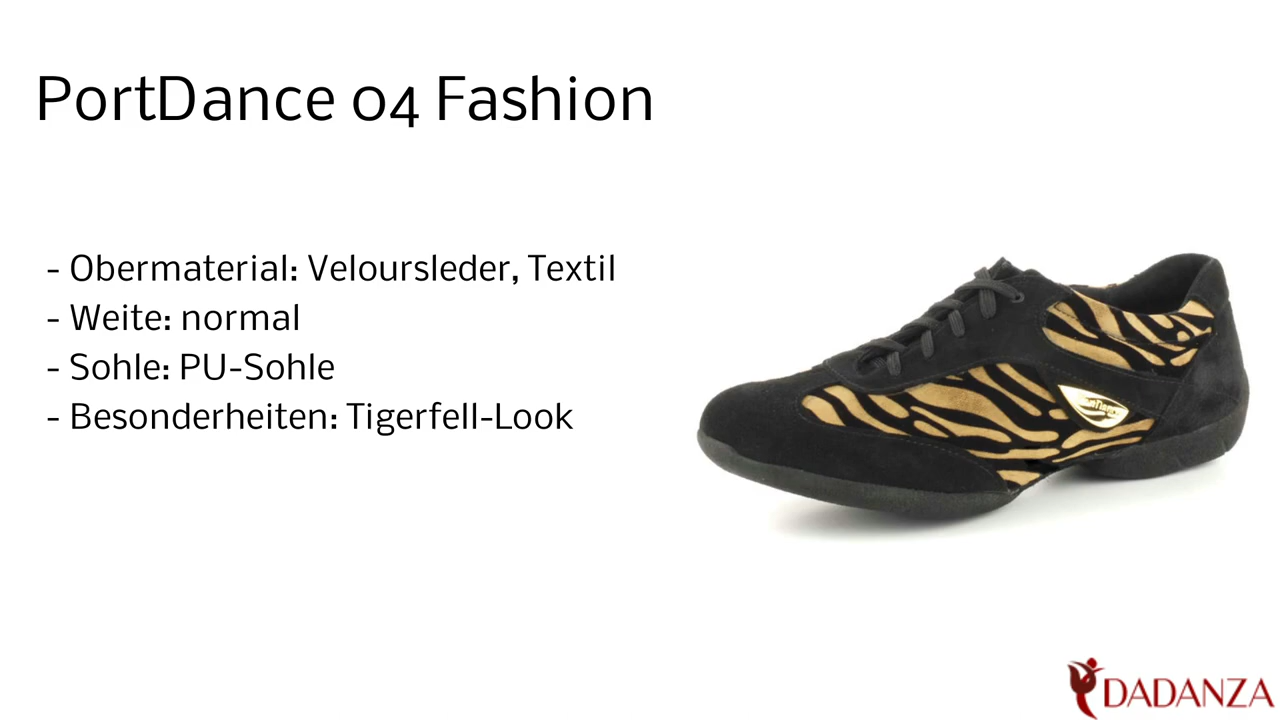 PortDance 04 Fashion
- Obermaterial: Veloursleder, Textil
- Weite: normal
- Sohle: PU-Sohle
- Besonderheiten: Tigerfell-Look
DADANZA